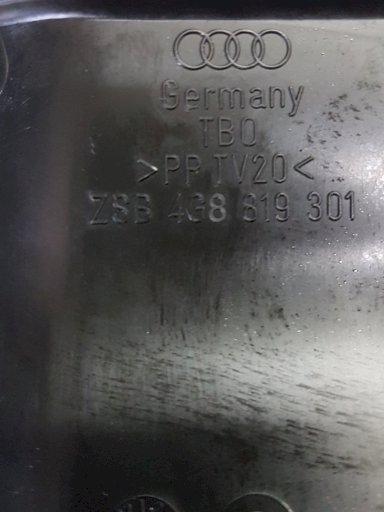 Germany
TBO
>PP TV20<
ZSB 4G8 819 301